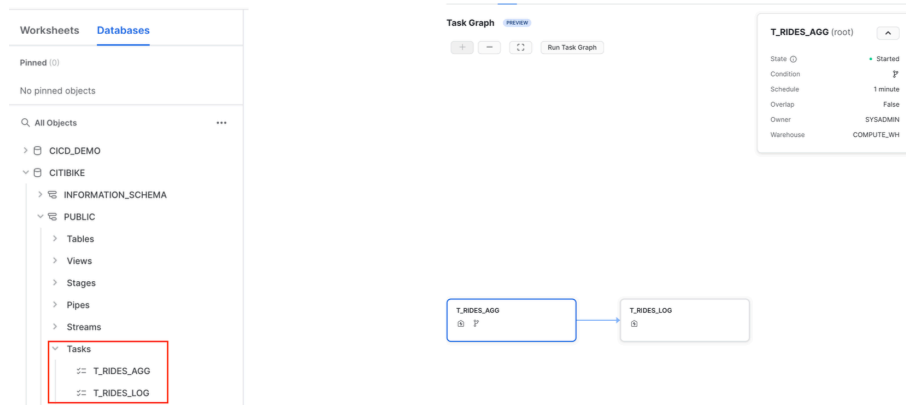 Worksheets Databases
Pinned (0)
No pinned objects
All Objects
CICD_DEMO
CITIBIKE
INFORMATION_SCHEMA
PUBLIC
Tables
Views
Stages
Pipes
Streams
Tasks
T_RIDES_AGG
T_RIDES_LOG
Task Graph PREVIEW
Run Task Graph
T_RIDES_AGG (root)
State Started
Condition
Schedule 1 minute
Overlap False
Owner SYSADMIN
Warehouse COMPUTE_WH
T_RIDES_AGG
T_RIDES_LOG